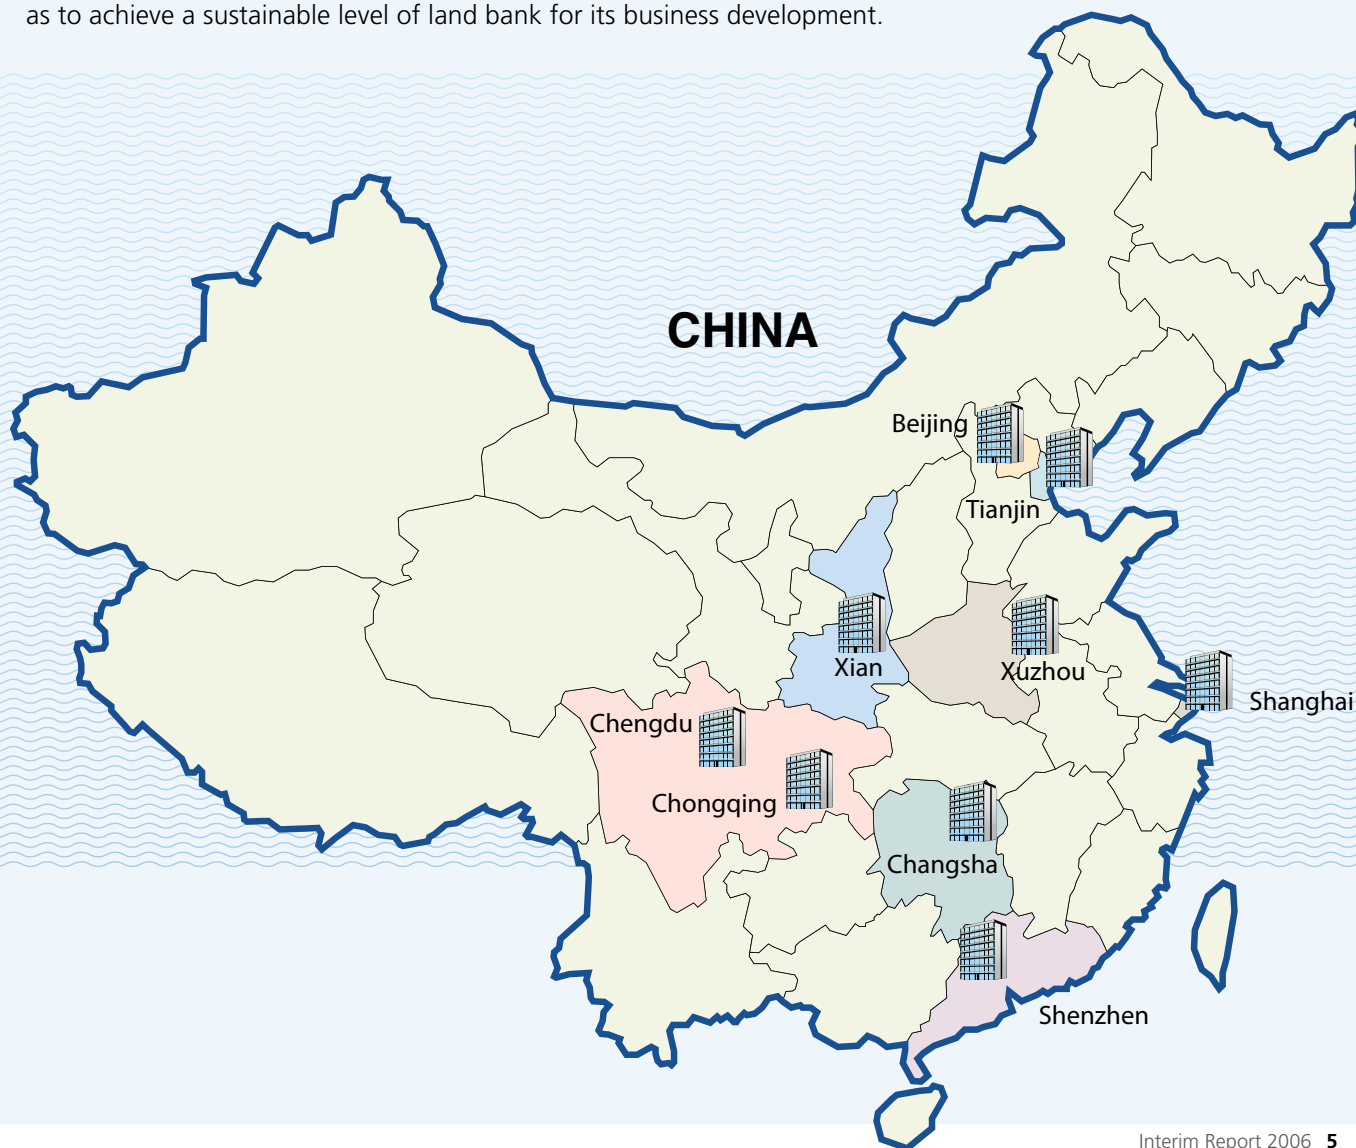 as to achieve a sustainable level of land bank for its business development.
CHINA
Beijing
Tianjin
Xian
Xuzhou
Shanghai
Chengdu
Chongqing
Changsha
Shenzhen
Interim Report 2006 5